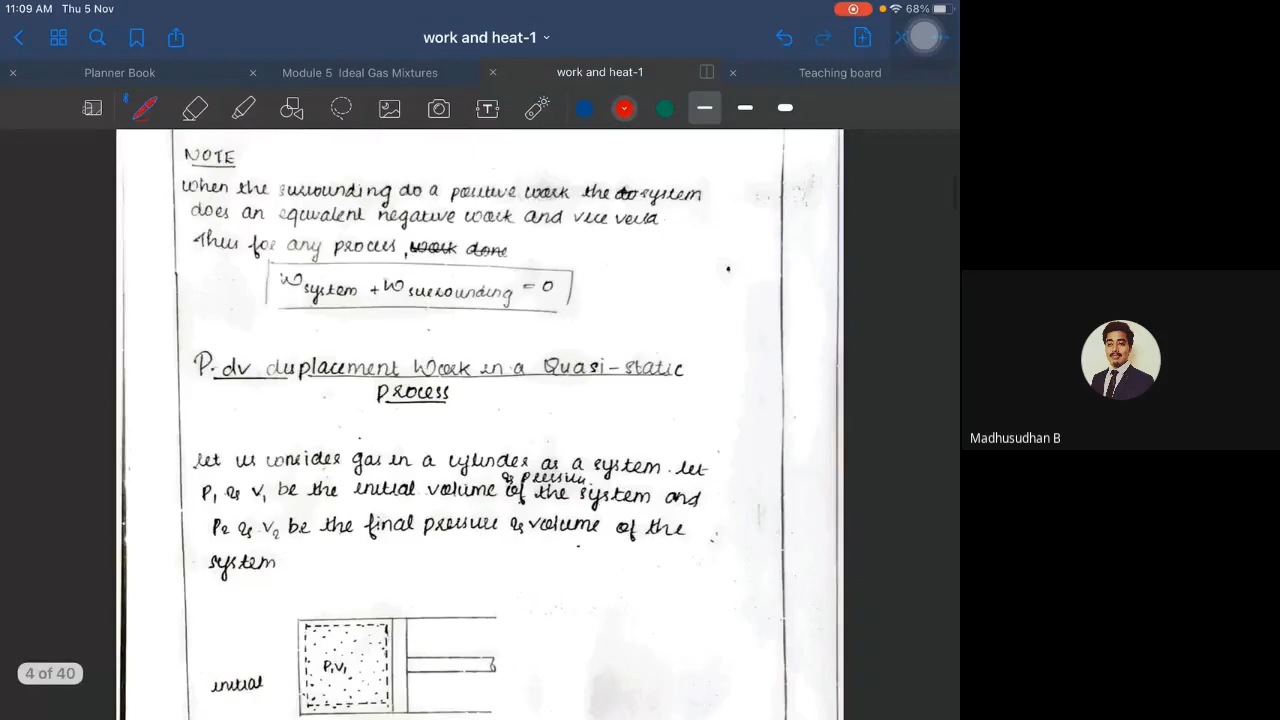 11:09 AM Thu 5 Nov
68%
work and heat-1
Planner Book
Module 5 Ideal Gas Mixtures
work and heat-1
Teaching board
NOTE
When the surrounding do a positive work the system
does an equivalent negative work and vice versa.
Thus for any process, work done
W system + W surrounding = 0
P.dv displacement Work in a Quasi-static
process
Let us consider gas in a cylinder as a system. Let
& pressure
P1 & V1 be the initial volume of the system and
P2 & V2 be the final pressure & volume of the
system
P1V1
initial
4 of 40
Madhusudhan B